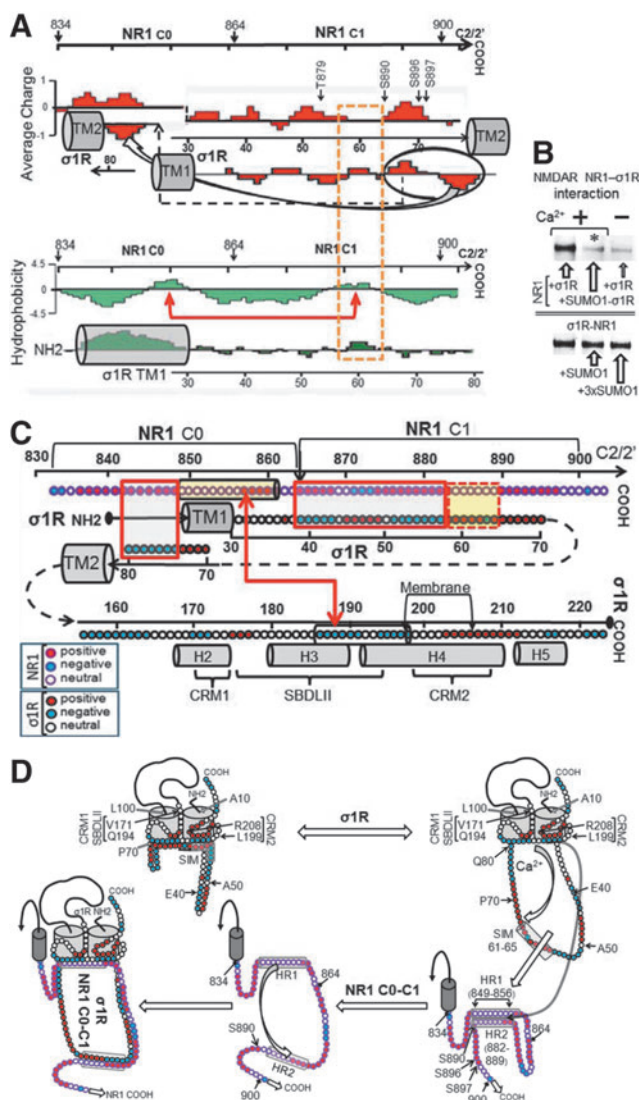 A
834 NR1 C0 864 NR1 C1 900 C2/2'
COOH
T879 S890 S896 S897
Average Charge
1
0
-1
TM2 30 40 50 60 70 TM2
σ1R
80 TM1 σ1R
834 NR1 C0 864 NR1 C1 900 C2/2'
COOH
Hydrophobicity
4.5
-4.5
NH2
σ1R TM1 30 40 50 60 70 80
B
NMDAR NR1–σ1R
interaction
Ca²⁺ + −
*
NR1 +σ1R +σ1R
+SUMO1-σ1R
σ1R-NR1
+SUMO1
+3xSUMO1
C
NR1 C0 NR1 C1 C2/2'
830 840 850 860 870 880 890 900
COOH
σ1R NH2 TM1
30 40 50 60 70
σ1R
TM2
80 70
Membrane
160 170 180 190 200 210 220
σ1R
COOH
H2 H3 H4 H5
CRM1 SBDLII CRM2
NR1
positive
negative
neutral
σ1R
positive
negative
neutral
D
COOH
NH2
L100
A10
CRM1
SBDLII
V171
Q194
R208
L199
CRM2
P70
SIM
E40
A50
σ1R
COOH
NH2
L100
A10
CRM1
SBDLII
V171
Q194
R208
L199
CRM2
Q80
Ca²⁺
P70
E40
SIM
61-65
A50
HR1
(849-856)
834
HR2
(882-
889)
864
S890
S896
S897
900
COOH
NR1 C0-C1
834
HR1
864
S890
HR2
900
COOH
COOH
σ1R NH2
σ1R
NR1 C0-C1
NR1 COOH